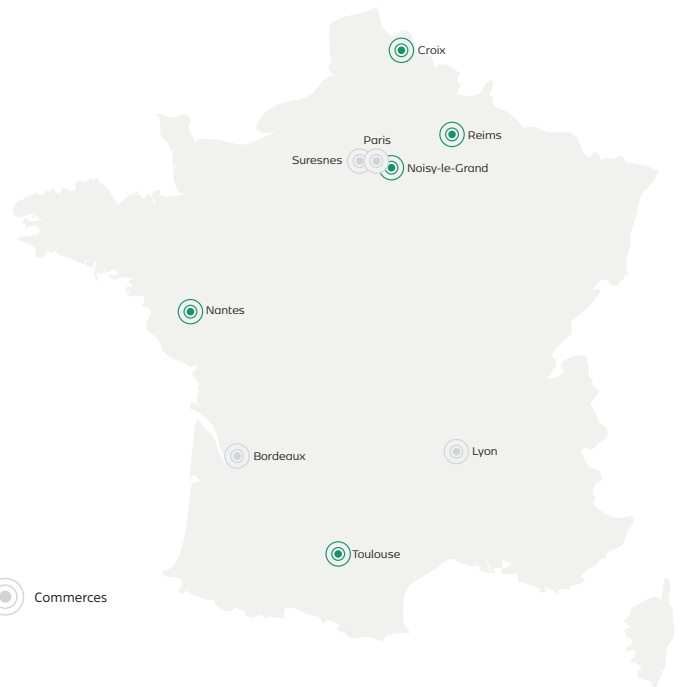 Croix
Reims
Paris
Suresnes
Noisy-le-Grand
Nantes
Bordeaux
Lyon
Toulouse
Commerces